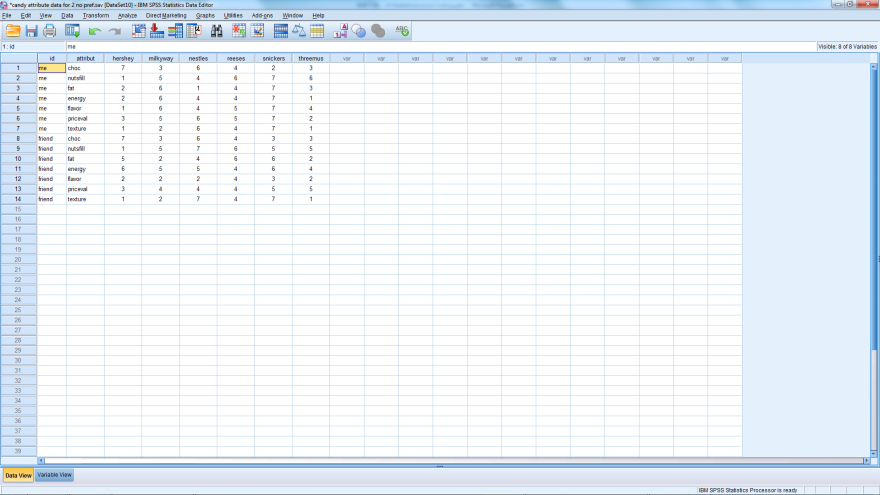 *candy attribute data for 2 no pref.sav [DataSet10] - IBM SPSS Statistics Data Editor
File Edit View Data Transform Analyze Direct Marketing Graphs Utilities Add-ons Window Help
1 : id me Visible: 8 of 8 Variables
id attribut hershey milkyway nestles reeses snickers threemus var var var var var var var var var var var var
1 me choc 7 3 6 4 2 3
2 me nutsfill 1 5 4 6 7 6
3 me fat 2 6 1 4 7 3
4 me energy 2 6 4 4 7 1
5 me flavor 1 6 4 5 7 4
6 me priceval 3 5 6 5 7 2
7 me texture 1 2 6 4 7 1
8 friend choc 7 3 6 4 3 3
9 friend nutsfill 1 5 7 6 5 5
10 friend fat 5 2 4 6 6 2
11 friend energy 6 5 5 4 6 4
12 friend flavor 2 2 2 4 3 2
13 friend priceval 3 4 4 4 5 5
14 friend texture 1 2 7 4 7 1
15
16
17
18
19
20
21
22
23
24
25
26
27
28
29
30
31
32
33
34
35
36
37
38
39
Data View Variable View
IBM SPSS Statistics Processor is ready